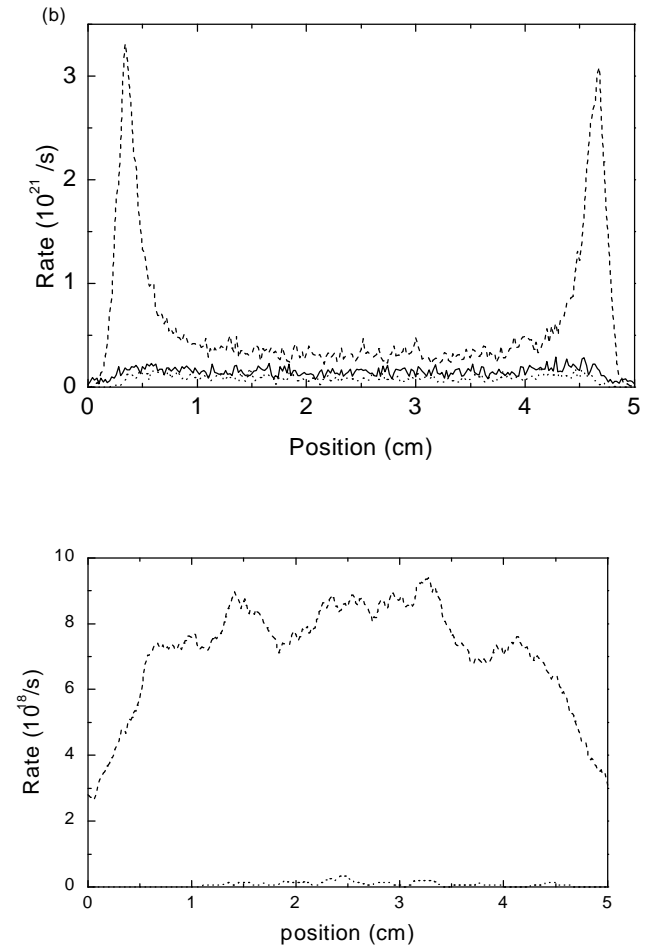 (b)
3
2
1
0
Rate (10²¹ /s)
0 1 2 3 4 5
Position (cm)
10
8
6
4
2
0
Rate (10¹⁸/s)
0 1 2 3 4 5
position (cm)